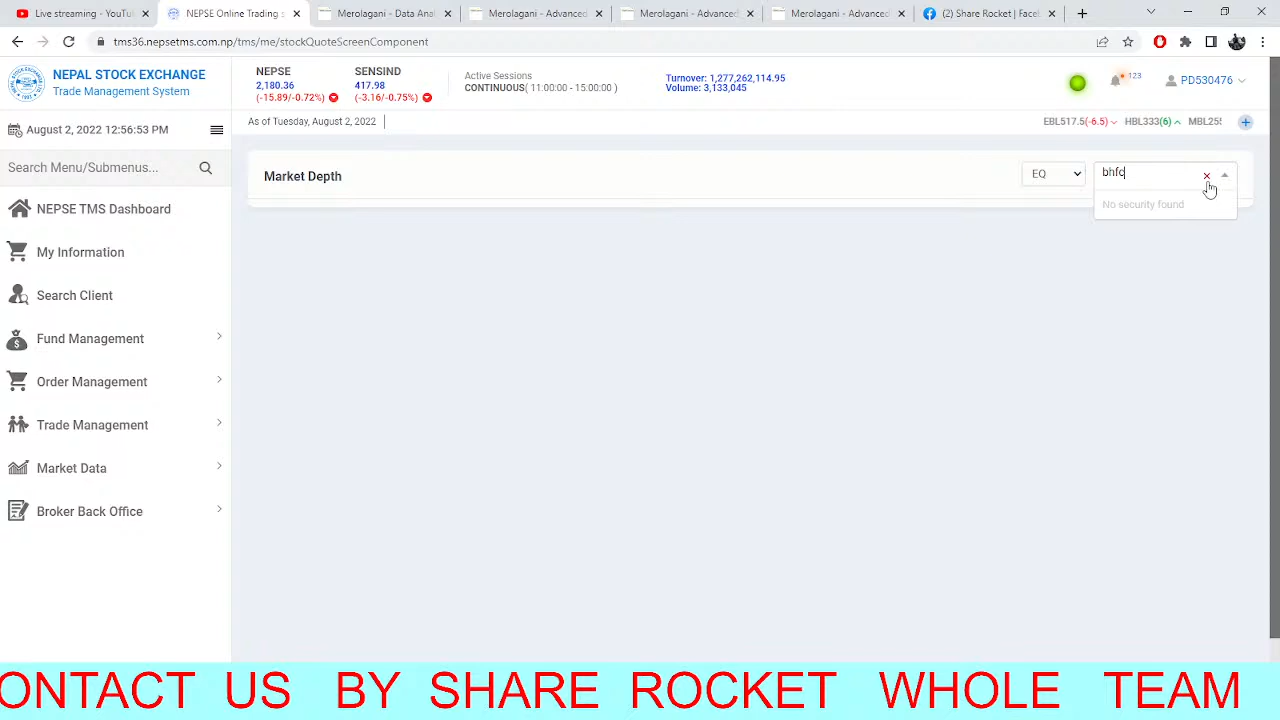 Live streaming - YouTu
NEPSE Online Trading s
Merolagani - Data Anal
Merolagani - Advanced
Merolagani - Advanced
Merolagani - Advanced
(2) Share Rocket | Face
tms36.nepsetms.com.np/tms/me/stockQuoteScreenComponent
NEPAL STOCK EXCHANGE
Trade Management System
NEPSE
2,180.36
(-15.89/-0.72%)
SENSIND
417.98
(-3.16/-0.75%)
Active Sessions
CONTINUOUS( 11:00:00 - 15:00:00 )
Turnover: 1,277,262,114.95
Volume: 3,133,045
123
PD530476
August 2, 2022 12:56:53 PM
As of Tuesday, August 2, 2022
EBL517.5(-6.5) HBL333(6) MBL255
Search Menu/Submenus...
Market Depth
EQ
bhfc
No security found
NEPSE TMS Dashboard
My Information
Search Client
Fund Management
Order Management
Trade Management
Market Data
Broker Back Office
ONTACT US BY SHARE ROCKET WHOLE TEAM